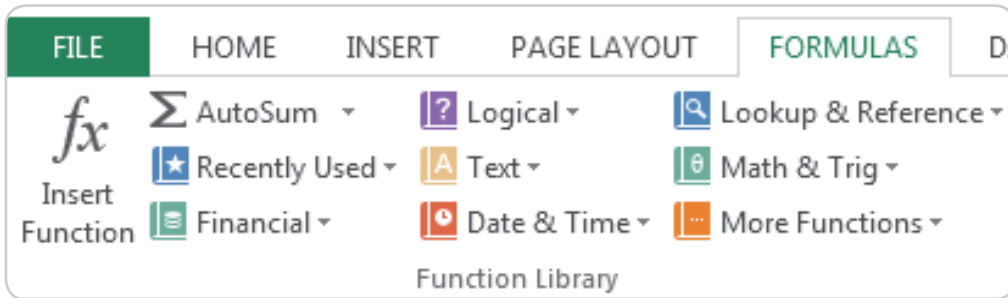 FILE HOME INSERT PAGE LAYOUT FORMULAS
fx Σ AutoSum ? Logical Lookup & Reference
Recently Used A Text θ Math & Trig
Insert
Function Financial Date & Time ... More Functions
Function Library